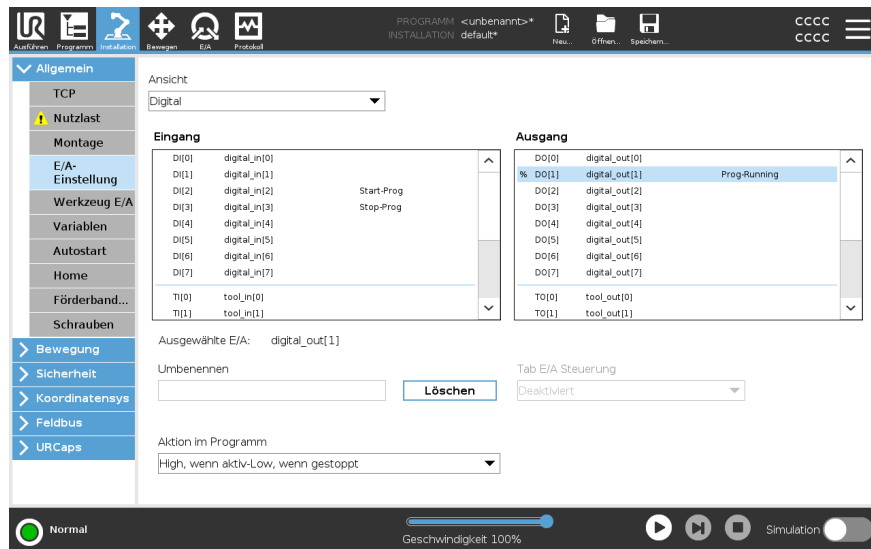 UR
Ausführen
Programm
Installation
Bewegen
E/A
Protokoll
PROGRAMM <unbenannt>*
INSTALLATION default*
Neu...
Öffnen...
Speichern...
CCCC
CCCC
Allgemein
TCP
Nutzlast
Montage
E/A-
Einstellung
Werkzeug E/A
Variablen
Autostart
Home
Förderband...
Schrauben
Bewegung
Sicherheit
Koordinatensys
Feldbus
URCaps
Ansicht
Digital
Eingang
DI[0] digital_in[0]
DI[1] digital_in[1]
DI[2] digital_in[2] Start-Prog
DI[3] digital_in[3] Stop-Prog
DI[4] digital_in[4]
DI[5] digital_in[5]
DI[6] digital_in[6]
DI[7] digital_in[7]
TI[0] tool_in[0]
TI[1] tool_in[1]
Ausgang
DO[0] digital_out[0]
% DO[1] digital_out[1] Prog-Running
DO[2] digital_out[2]
DO[3] digital_out[3]
DO[4] digital_out[4]
DO[5] digital_out[5]
DO[6] digital_out[6]
DO[7] digital_out[7]
TO[0] tool_out[0]
TO[1] tool_out[1]
Ausgewählte E/A: digital_out[1]
Umbenennen
Löschen
Tab E/A Steuerung
Deaktiviert
Aktion im Programm
High, wenn aktiv-Low, wenn gestoppt
Normal
Geschwindigkeit 100%
Simulation